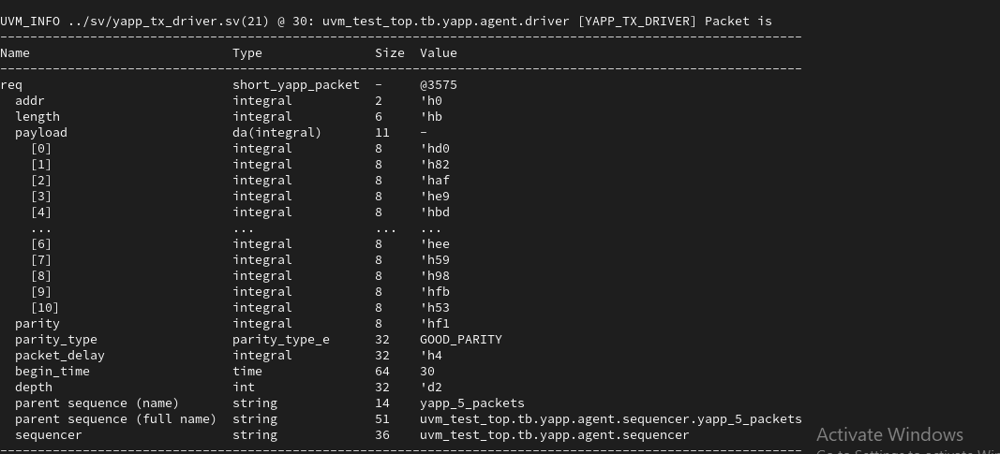 UVM_INFO ../sv/yapp_tx_driver.sv(21) @ 30: uvm_test_top.tb.yapp.agent.driver [YAPP_TX_DRIVER] Packet is
-----------------------------------------------------------------------------------------------------------
Name                           Type               Size  Value
-----------------------------------------------------------------------------------------------------------
req                            short_yapp_packet  -     @3575
  addr                         integral           2     'h0
  length                       integral           6     'hb
  payload                      da(integral)       11    -
    [0]                        integral           8     'hd0
    [1]                        integral           8     'h82
    [2]                        integral           8     'haf
    [3]                        integral           8     'he9
    [4]                        integral           8     'hbd
    ...                        ...                ...   ...
    [6]                        integral           8     'hee
    [7]                        integral           8     'h59
    [8]                        integral           8     'h98
    [9]                        integral           8     'hfb
    [10]                       integral           8     'h53
  parity                       integral           8     'hf1
  parity_type                  parity_type_e      32    GOOD_PARITY
  packet_delay                 integral           32    'h4
  begin_time                   time               64    30
  depth                        int                32    'd2
  parent sequence (name)       string             14    yapp_5_packets
  parent sequence (full name)  string             51    uvm_test_top.tb.yapp.agent.sequencer.yapp_5_packets
  sequencer                    string             36    uvm_test_top.tb.yapp.agent.sequencer
-----------------------------------------------------------------------------------------------------------
Activate Windows